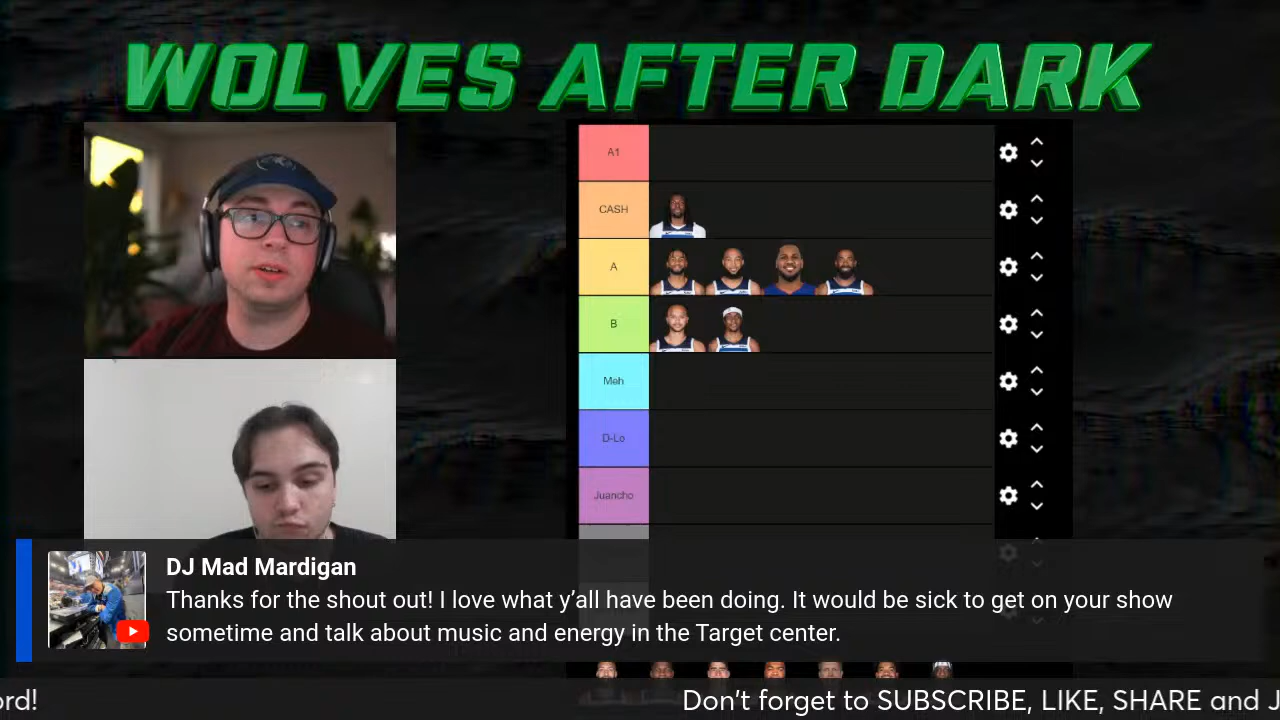 WOLVES AFTER DARK
A1
CASH
A
B
Meh
D-Lo
Juancho
DJ Mad Mardigan
Thanks for the shout out! I love what y’all have been doing. It would be sick to get on your show
sometime and talk about music and energy in the Target center.
ord!
Don’t forget to SUBSCRIBE, LIKE, SHARE and J